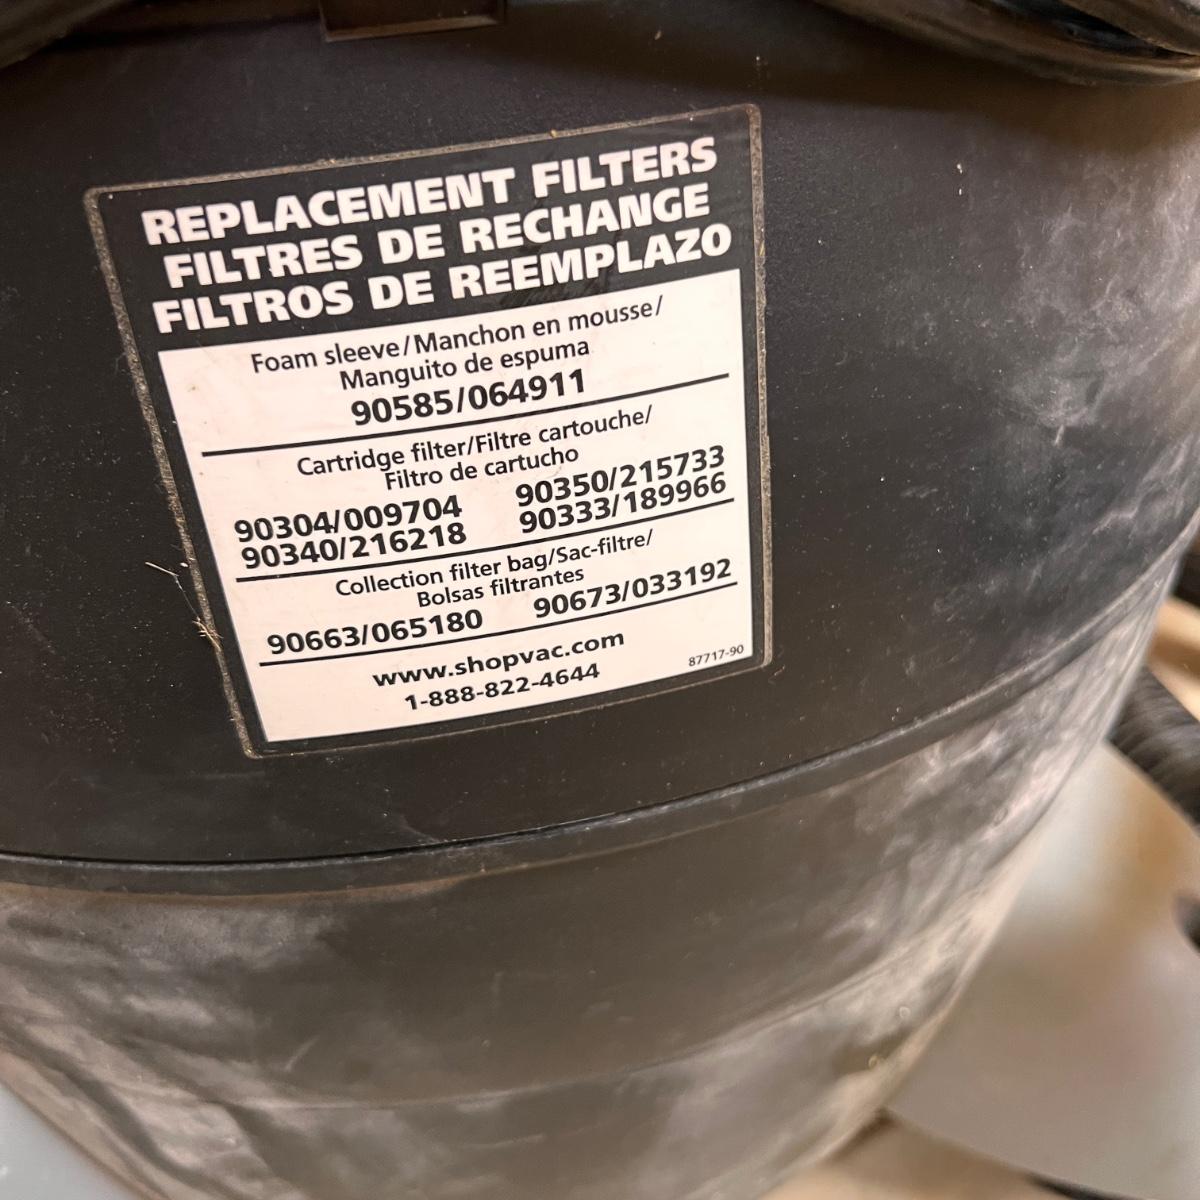 REPLACEMENT FILTERS
FILTRES DE RECHANGE
FILTROS DE REEMPLAZO
Foam sleeve/Manchon en mousse/
Manguito de espuma
90585/064911
Cartridge filter/Filtre cartouche/
Filtro de cartucho
90304/009704 90350/215733
90340/216218 90333/189966
Collection filter bag/Sac-filtre/
Bolsas filtrantes
90663/065180 90673/033192
www.shopvac.com
1-888-822-4644
87717-90